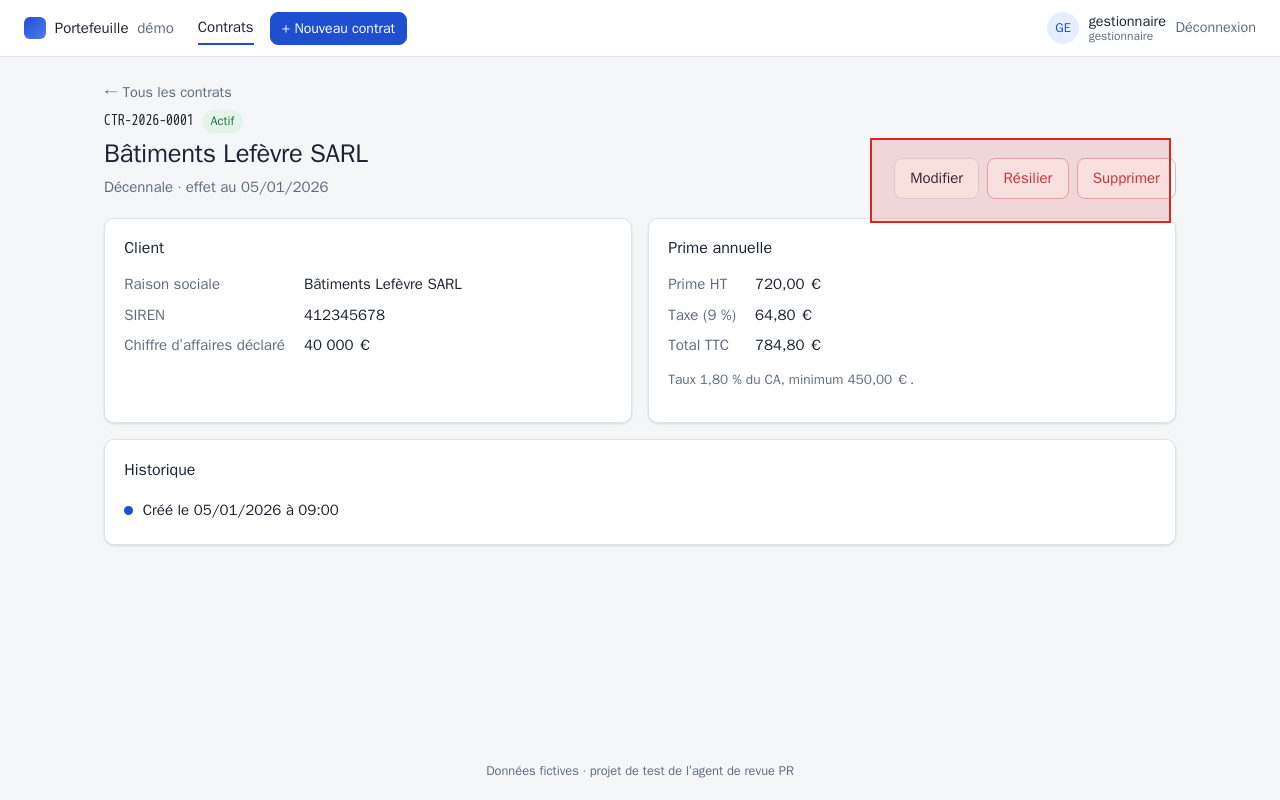 Portefeuille démo Contrats + Nouveau contrat GE gestionnaire gestionnaire Déconnexion
← Tous les contrats
CTR-2026-0001 Actif
Bâtiments Lefèvre SARL
Décennale · effet au 05/01/2026
Modifier Résilier Supprimer
Client
Raison sociale Bâtiments Lefèvre SARL
SIREN 412345678
Chiffre d'affaires déclaré 40 000 €
Prime annuelle
Prime HT 720,00 €
Taxe (9 %) 64,80 €
Total TTC 784,80 €
Taux 1,80 % du CA, minimum 450,00 € .
Historique
Créé le 05/01/2026 à 09:00
Données fictives · projet de test de l'agent de revue PR